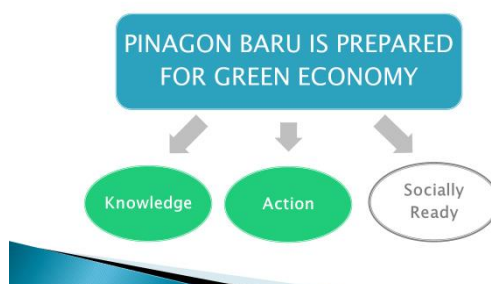 PINAGON BARU IS PREPARED
FOR GREEN ECONOMY
Knowledge
Action
Socially
Ready